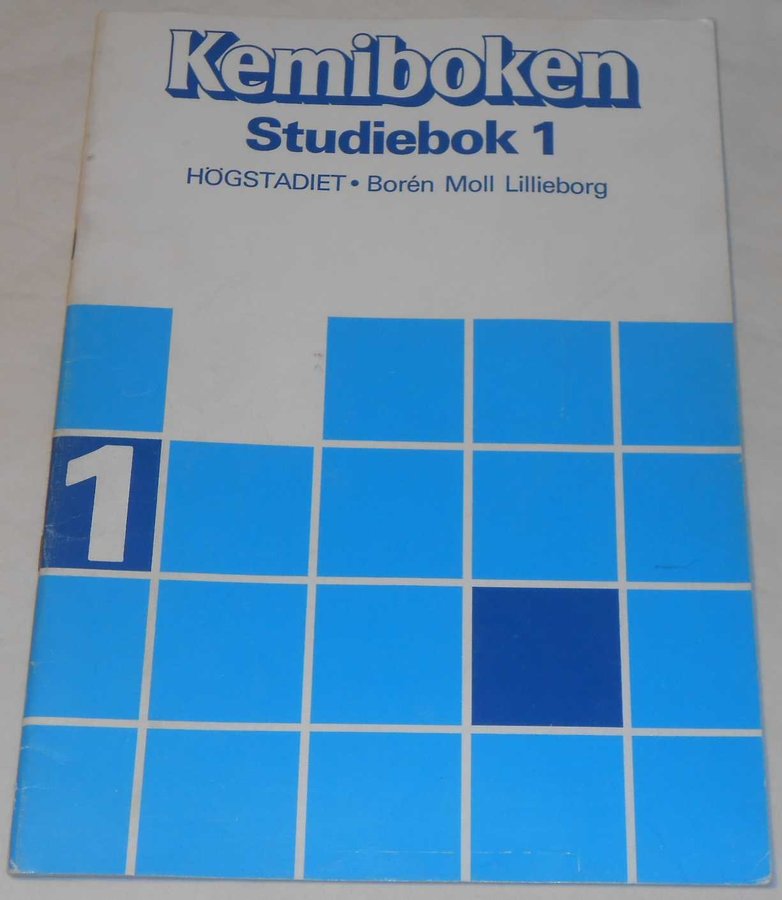 Kemiboken
Studiebok 1
HÖGSTADIET • Borén Moll Lillieborg
1